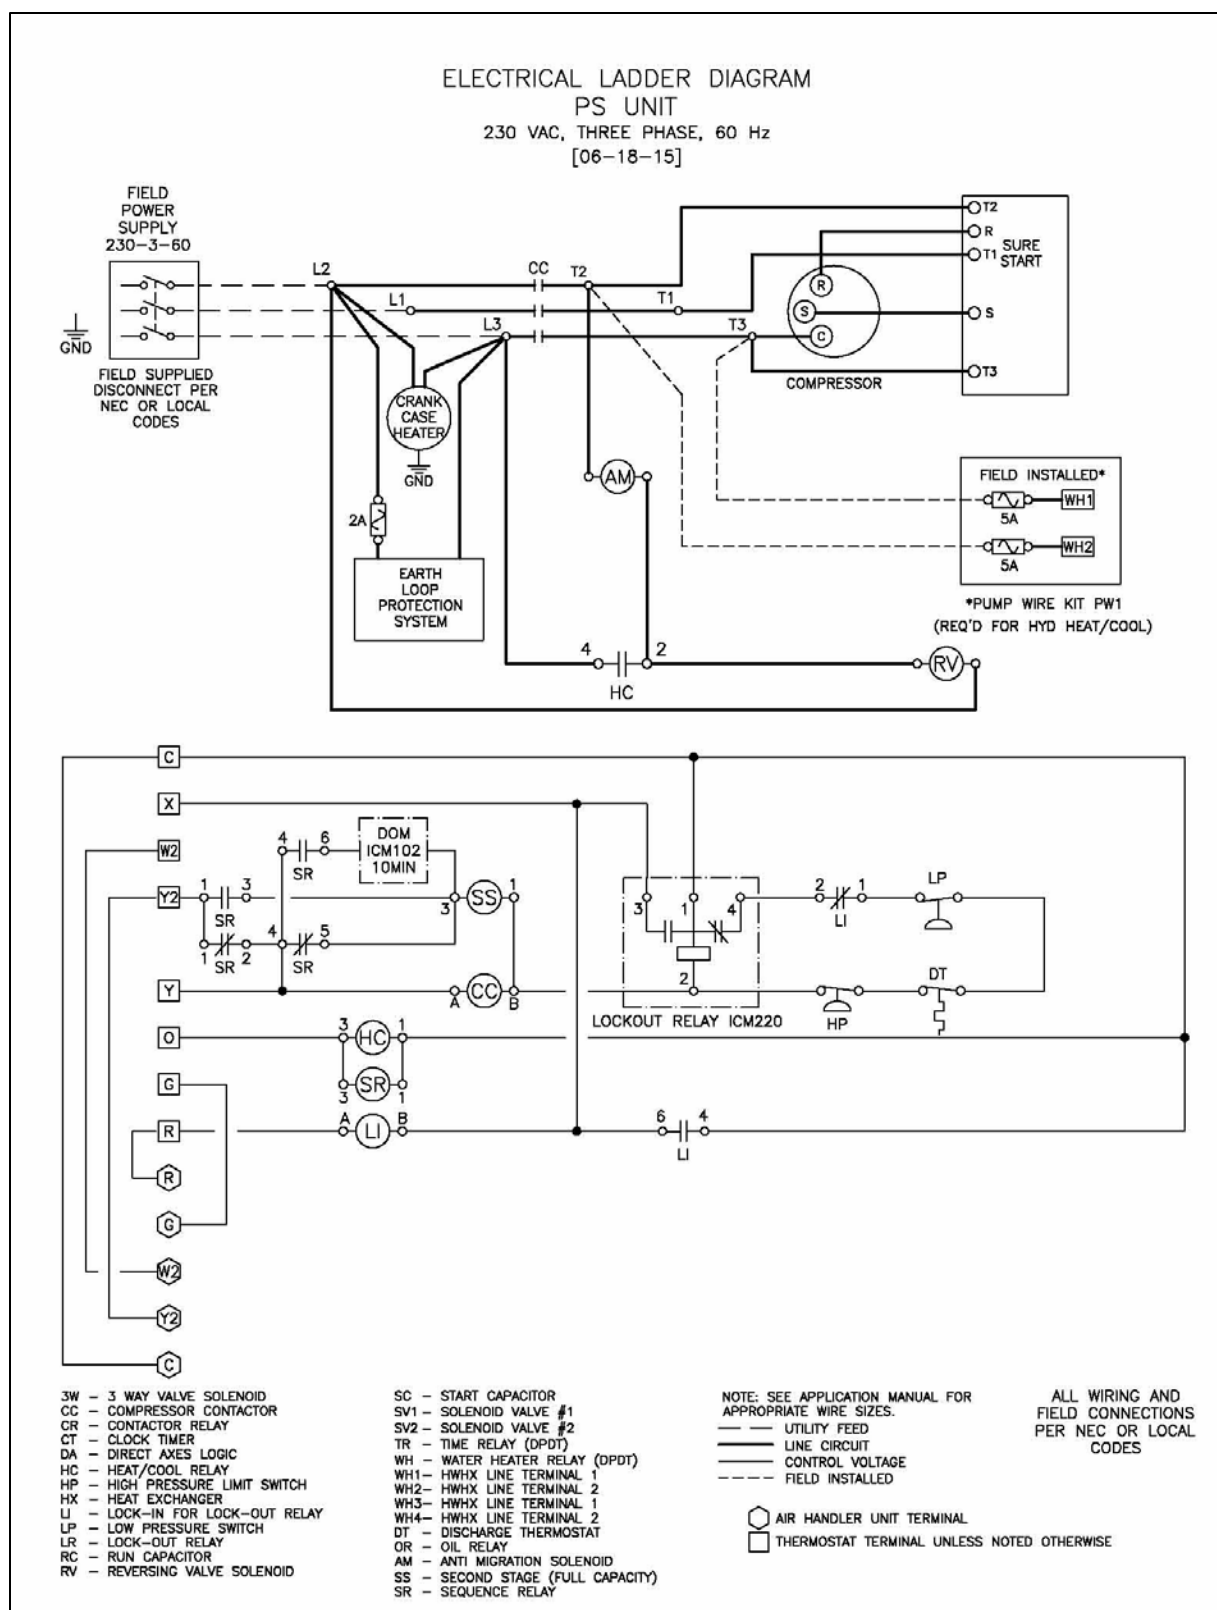 ELECTRICAL LADDER DIAGRAM
PS UNIT
230 VAC, THREE PHASE, 60 Hz
[06-18-15]
FIELD
POWER
SUPPLY
230-3-60
GND
FIELD SUPPLIED
DISCONNECT PER
NEC OR LOCAL
CODES
L2
L1
L3
CC
T2
T1
T3
T2
R
T1
SURE
START
S
T3
R
S
C
COMPRESSOR
CRANK
CASE
HEATER
GND
2A
AM
EARTH
LOOP
PROTECTION
SYSTEM
FIELD INSTALLED*
WH1
5A
WH2
5A
*PUMP WIRE KIT PW1
(REQ'D FOR HYD HEAT/COOL)
4
2
HC
RV
C
X
W2
4
6
SR
DOM
ICM102
10MIN
Y2
1
3
SR
3
SS
1
1
2
SR
4
5
SR
Y
A
CC
B
3
1
4
2
LOCKOUT RELAY ICM220
2
1
LI
LP
HP
DT
O
3
HC
1
G
3
SR
1
R
A
LI
B
6
4
LI
R
G
W2
Y2
C
3W - 3 WAY VALVE SOLENOID
CC - COMPRESSOR CONTACTOR
CR - CONTACTOR RELAY
CT - CLOCK TIMER
DA - DIRECT AXES LOGIC
HC - HEAT/COOL RELAY
HP - HIGH PRESSURE LIMIT SWITCH
HX - HEAT EXCHANGER
LI - LOCK-IN FOR LOCK-OUT RELAY
LP - LOW PRESSURE SWITCH
LR - LOCK-OUT RELAY
RC - RUN CAPACITOR
RV - REVERSING VALVE SOLENOID
SC - START CAPACITOR
SV1 - SOLENOID VALVE #1
SV2 - SOLENOID VALVE #2
TR - TIME RELAY (DPDT)
WH - WATER HEATER RELAY (DPDT)
WH1- HWHX LINE TERMINAL 1
WH2- HWHX LINE TERMINAL 2
WH3- HWHX LINE TERMINAL 1
WH4- HWHX LINE TERMINAL 2
DT - DISCHARGE THERMOSTAT
OR - OIL RELAY
AM - ANTI MIGRATION SOLENOID
SS - SECOND STAGE (FULL CAPACITY)
SR - SEQUENCE RELAY
NOTE: SEE APPLICATION MANUAL FOR
APPROPRIATE WIRE SIZES.
UTILITY FEED
LINE CIRCUIT
CONTROL VOLTAGE
FIELD INSTALLED
AIR HANDLER UNIT TERMINAL
THERMOSTAT TERMINAL UNLESS NOTED OTHERWISE
ALL WIRING AND
FIELD CONNECTIONS
PER NEC OR LOCAL
CODES